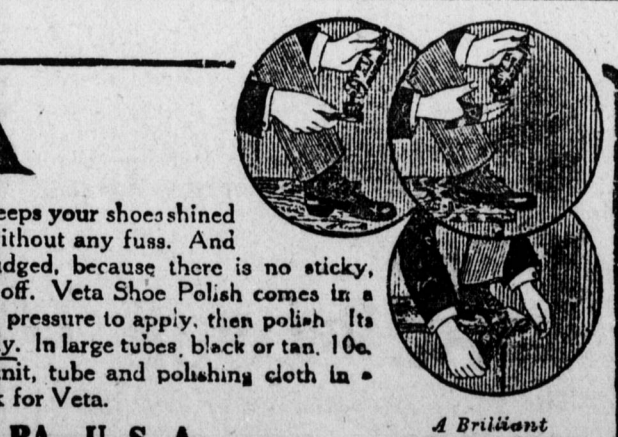 A
eeps your shoes shined
ithout any fuss. And
udged, because there is no sticky,
off. Veta Shoe Polish comes in a
pressure to apply, then polish Its
y. In large tubes, black or tan. 10c.
nit, tube and polishing cloth in a
k for Veta.
PA., U. S. A.
A Brilliant